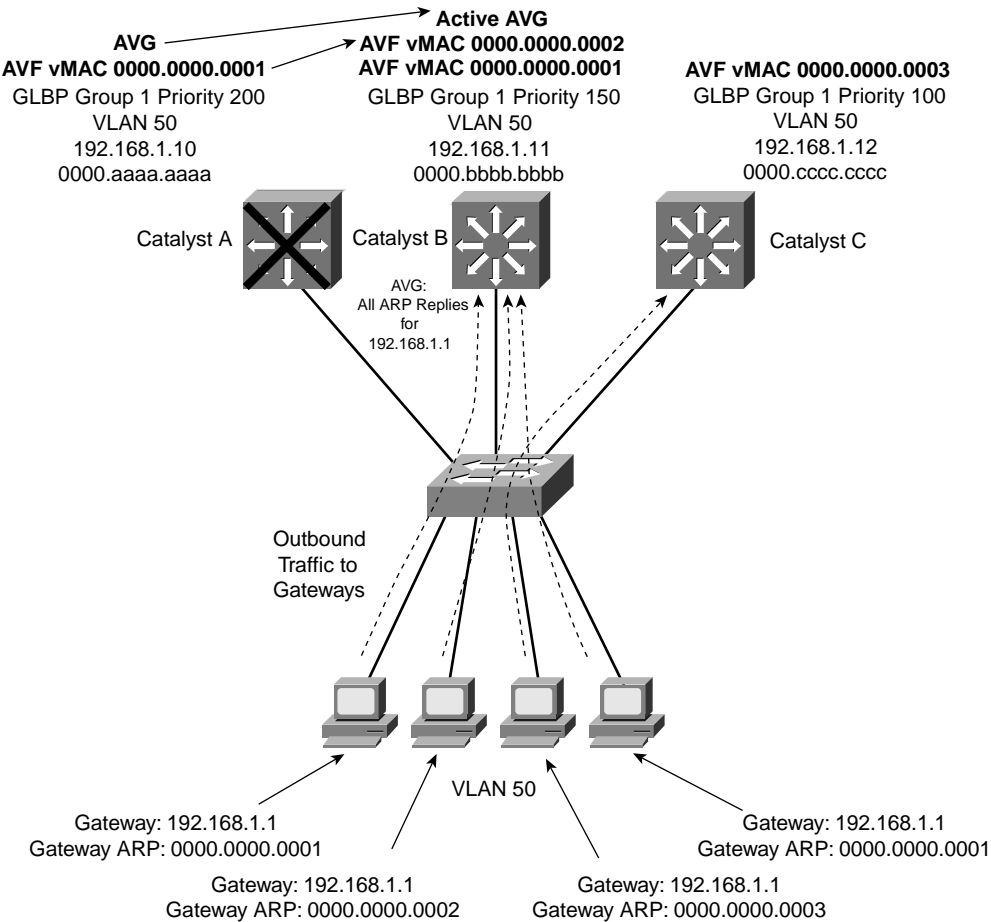 AVG
AVF vMAC 0000.0000.0001
GLBP Group 1 Priority 200
VLAN 50
192.168.1.10
0000.aaaa.aaaa
Active AVG
AVF vMAC 0000.0000.0002
AVF vMAC 0000.0000.0001
GLBP Group 1 Priority 150
VLAN 50
192.168.1.11
0000.bbbb.bbbb
AVF vMAC 0000.0000.0003
GLBP Group 1 Priority 100
VLAN 50
192.168.1.12
0000.cccc.cccc
Catalyst A
Catalyst B
Catalyst C
AVG:
All ARP Replies
for
192.168.1.1
Outbound
Traffic to
Gateways
VLAN 50
Gateway: 192.168.1.1
Gateway ARP: 0000.0000.0001
Gateway: 192.168.1.1
Gateway ARP: 0000.0000.0002
Gateway: 192.168.1.1
Gateway ARP: 0000.0000.0003
Gateway: 192.168.1.1
Gateway ARP: 0000.0000.0001